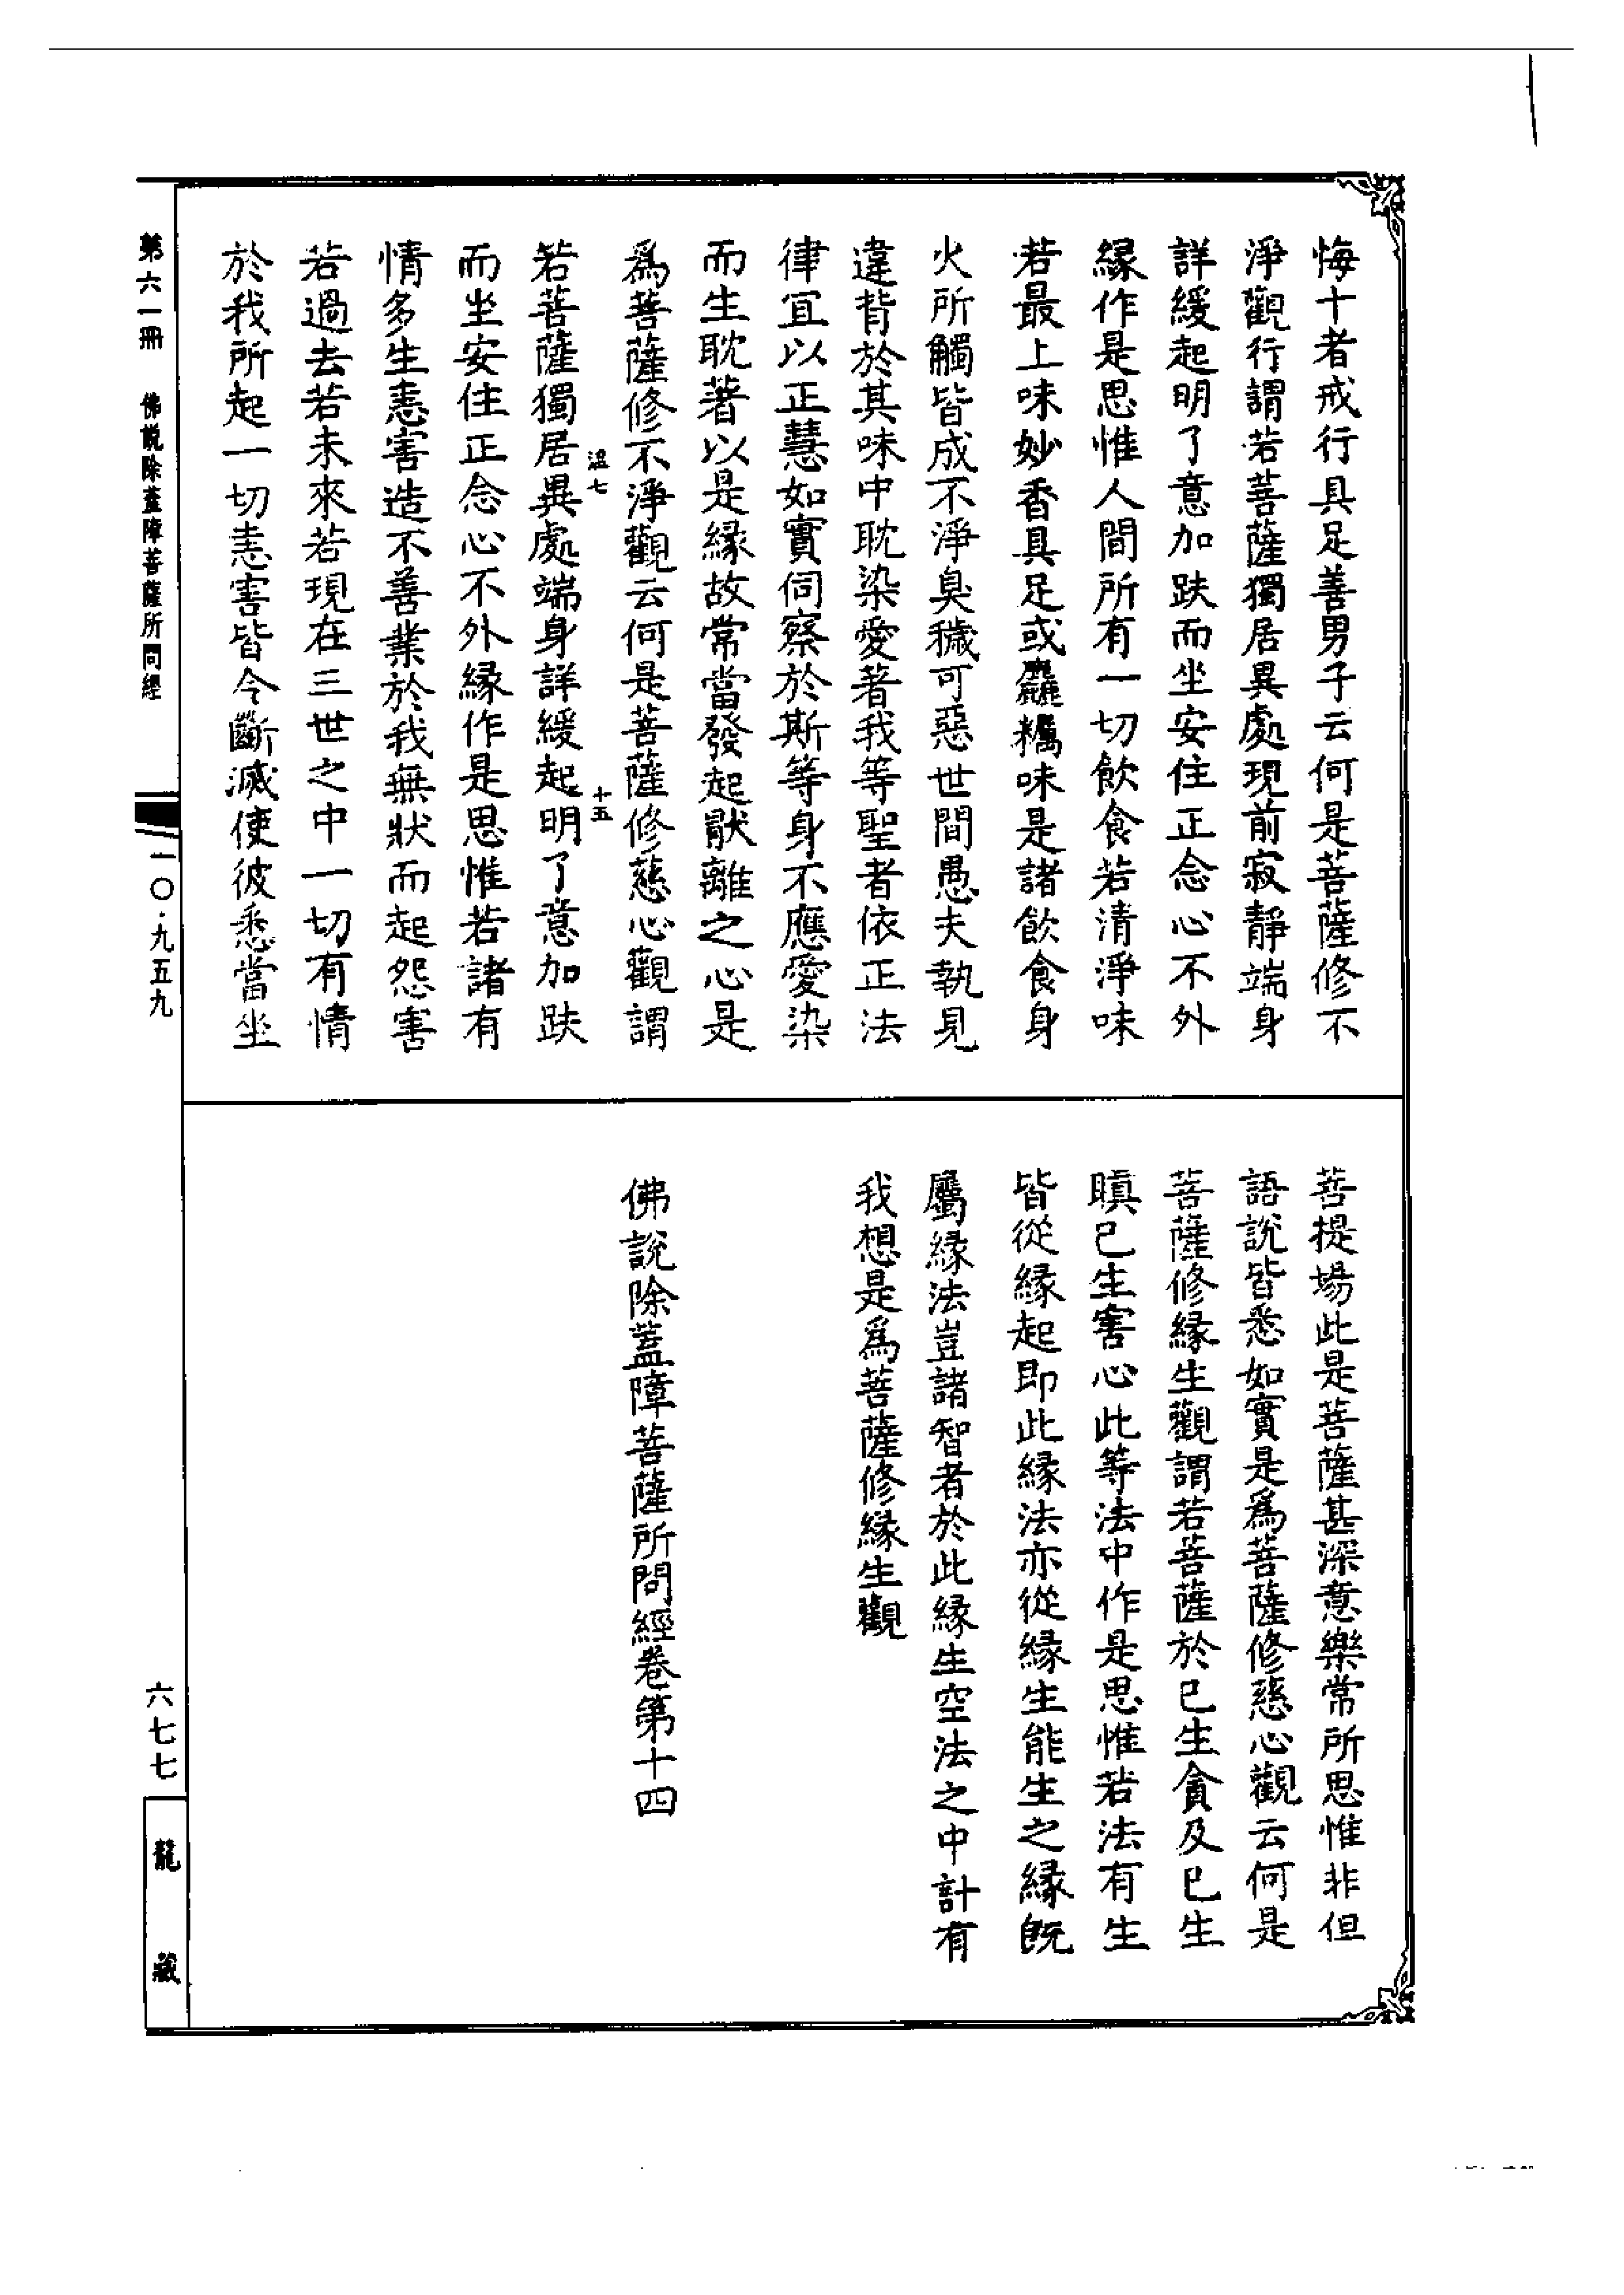 悔十者戒行具足善男子云何是菩薩修不
淨觀行謂若菩薩獨居異處現前寂靜端身
詳緩起明了意加趺而坐安住正念心不外
緣作是思惟人間所有一切飲食若清淨味
若最上味妙香具足或麤糲味是諸飲食身
火所觸皆成不淨臭穢可惡世間愚夫執見
違背於其味中耽染愛著我等聖者依正法
律宜以正慧如實伺察於斯等身不應愛染
而生耽著以是緣故常當發起猒離之心是
為菩薩修不淨觀云何是菩薩修慈心觀謂
溫七 十五
若菩薩獨居異處端身詳緩起明了意加趺
而坐安住正念心不外緣作是思惟若諸有
情多生恚害造不善業於我無狀而起怨害
若過去若未來若現在三世之中一切有情
於我所起一切恚害皆令斷滅使彼悉當坐
菩提場此是菩薩甚深意樂常所思惟非但
語說皆悉如實是為菩薩修慈心觀云何是
菩薩修緣生觀謂若菩薩於已生貪及已生
瞋已生害心此等法中作是思惟若法有生
皆從緣起即此緣法亦從緣生能生之緣既
屬緣法豈諸智者於此緣生空法之中計有
我想是為菩薩修緣生觀
佛說除蓋障菩薩所問經卷第十四
第六一冊 佛說除蓋障菩薩所問經
一〇·九五九
六七七
龍藏